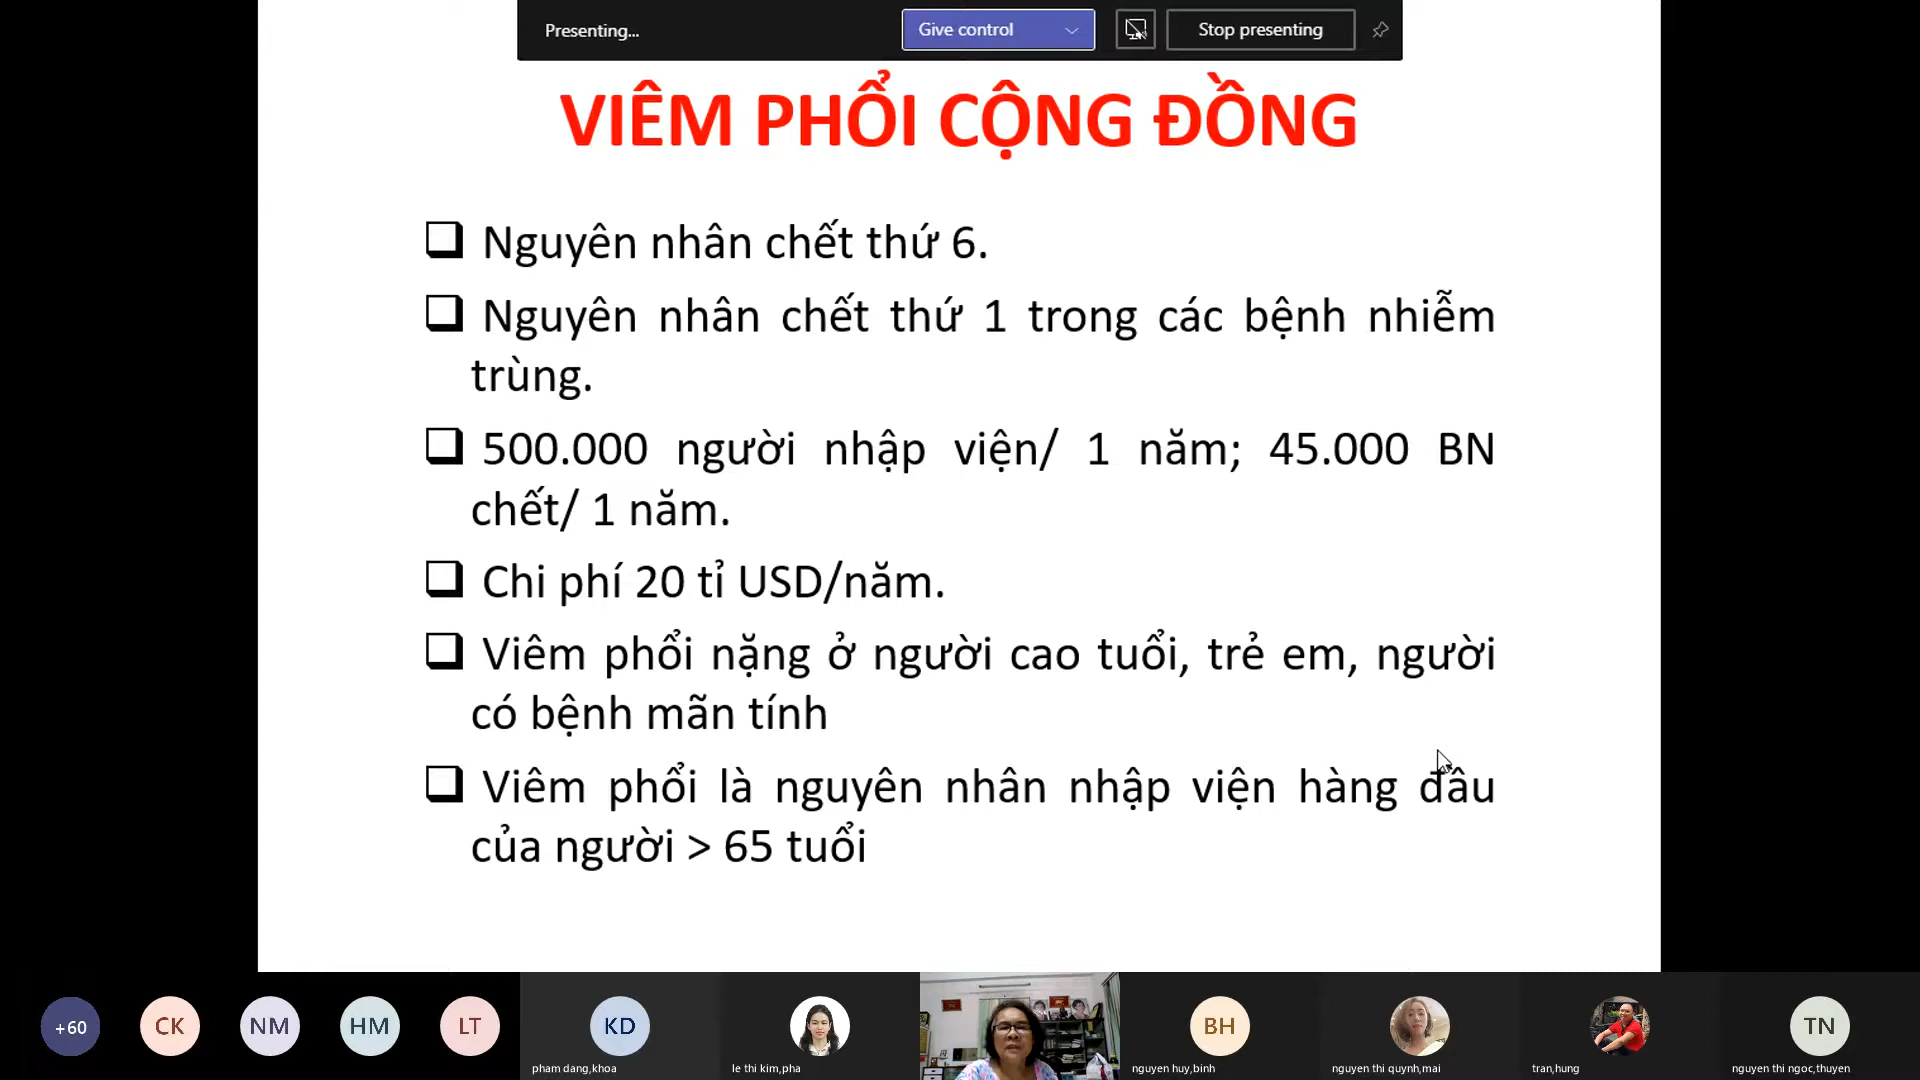 Presenting...
Give control
Stop presenting
VIÊM PHỔI CỘNG ĐỒNG
Nguyên nhân chết thứ 6.
Nguyên nhân chết thứ 1 trong các bệnh nhiễm
trùng.
500.000 người nhập viện/ 1 năm; 45.000 BN
chết/ 1 năm.
Chi phí 20 tỉ USD/năm.
Viêm phổi nặng ở người cao tuổi, trẻ em, người
có bệnh mãn tính
Viêm phổi là nguyên nhân nhập viện hàng đầu
của người > 65 tuổi
+60
CK
NM
HM
LT
KD
BH
TN
pham dang,khoa
le thi kim,pha
nguyen huy,binh
nguyen thi quynh,mai
tran,hung
nguyen thi ngoc,thuyen